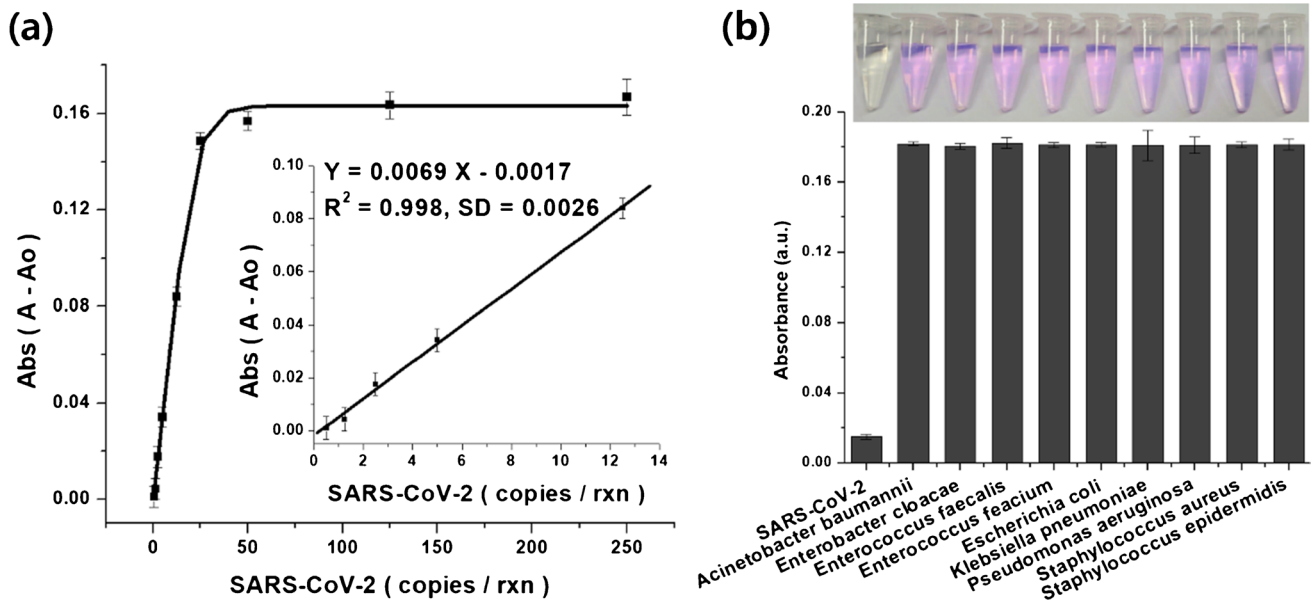 (a)
Abs ( A - Ao )
0.16
0.12
0.08
0.04
0.00
0 50 100 150 200 250
SARS-CoV-2 ( copies / rxn )
Y = 0.0069 X - 0.0017
R2 = 0.998, SD = 0.0026
Abs ( A - Ao )
0.10
0.08
0.06
0.04
0.02
0.00
0 2 4 6 8 10 12 14
SARS-CoV-2 ( copies / rxn )
(b)
Absorbance (a.u.)
0.20
0.16
0.12
0.08
0.04
0.00
SARS-CoV-2
Acinetobacter baumannii
Enterobacter cloacae
Enterococcus faecalis
Enterococcus feacium
Escherichia coli
Klebsiella pneumoniae
Pseudomonas aeruginosa
Staphylococcus aureus
Staphylococcus epidermidis